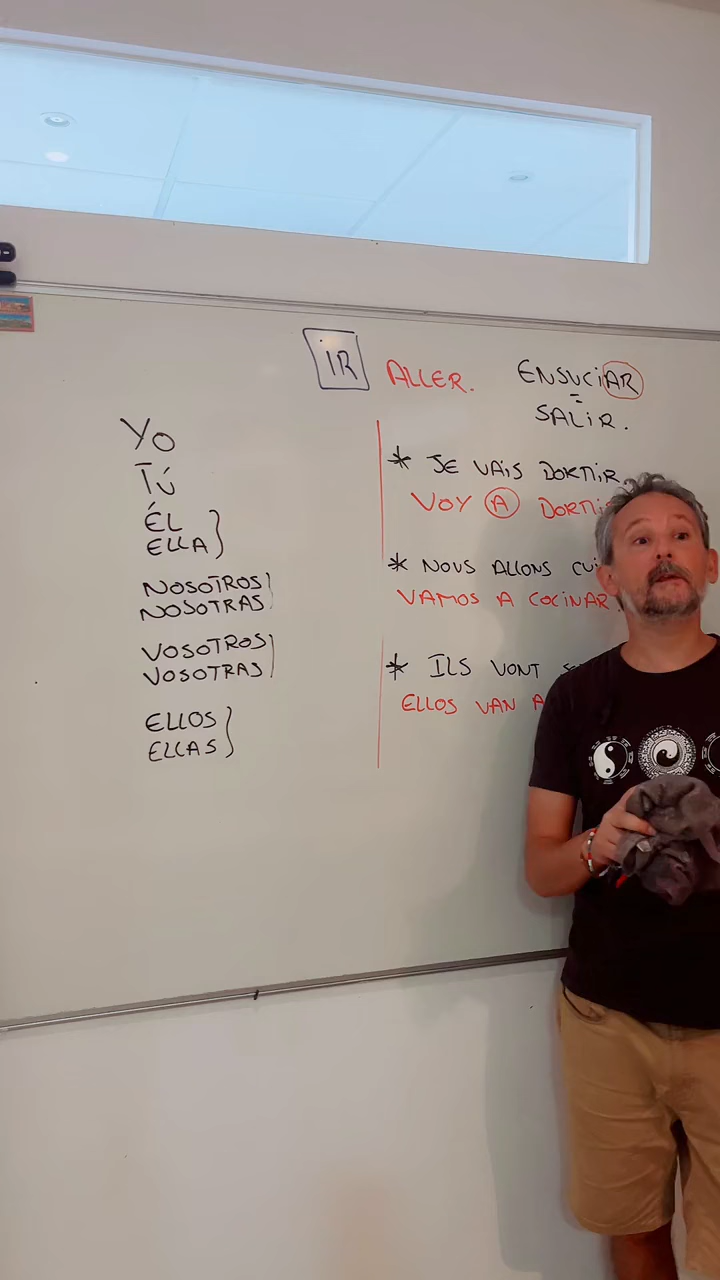 IR ALLER. ENSUCIAR
=
SALIR.
YO
TÚ
ÉL
ELLA
NOSOTROS
NOSOTRAS
VOSOTROS
VOSOTRAS
ELLOS
ELLAS
* JE VAIS DORMIR.
VOY A
* NOUS ALLONS
VAMOS A COCINAR.
* ILS VONT
ELLOS VAN A